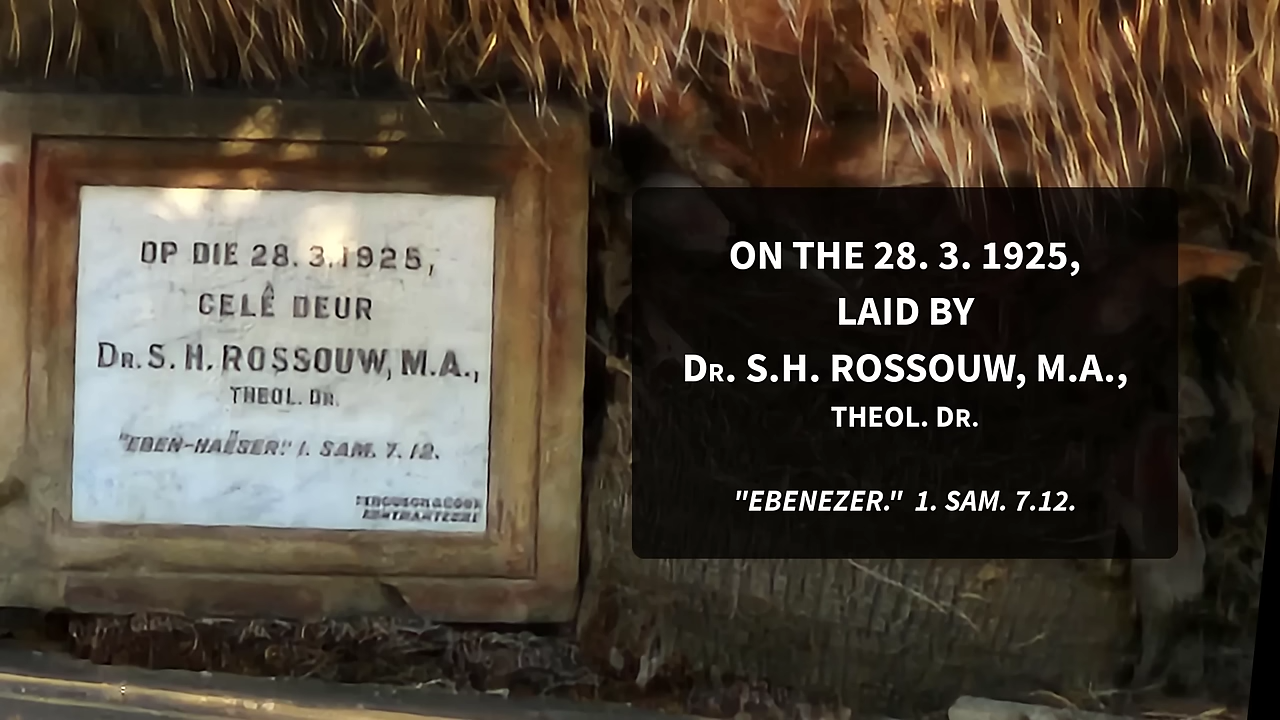 OP DIE 28. 3. 1925,
GELÊ DEUR
DR. S. H. ROSSOUW, M.A.,
THEOL. DR.
"EBEN-HAËSER." 1. SAM. 7. 12.
ON THE 28. 3. 1925,
LAID BY
DR. S.H. ROSSOUW, M.A.,
THEOL. DR.
"EBENEZER." 1. SAM. 7.12.